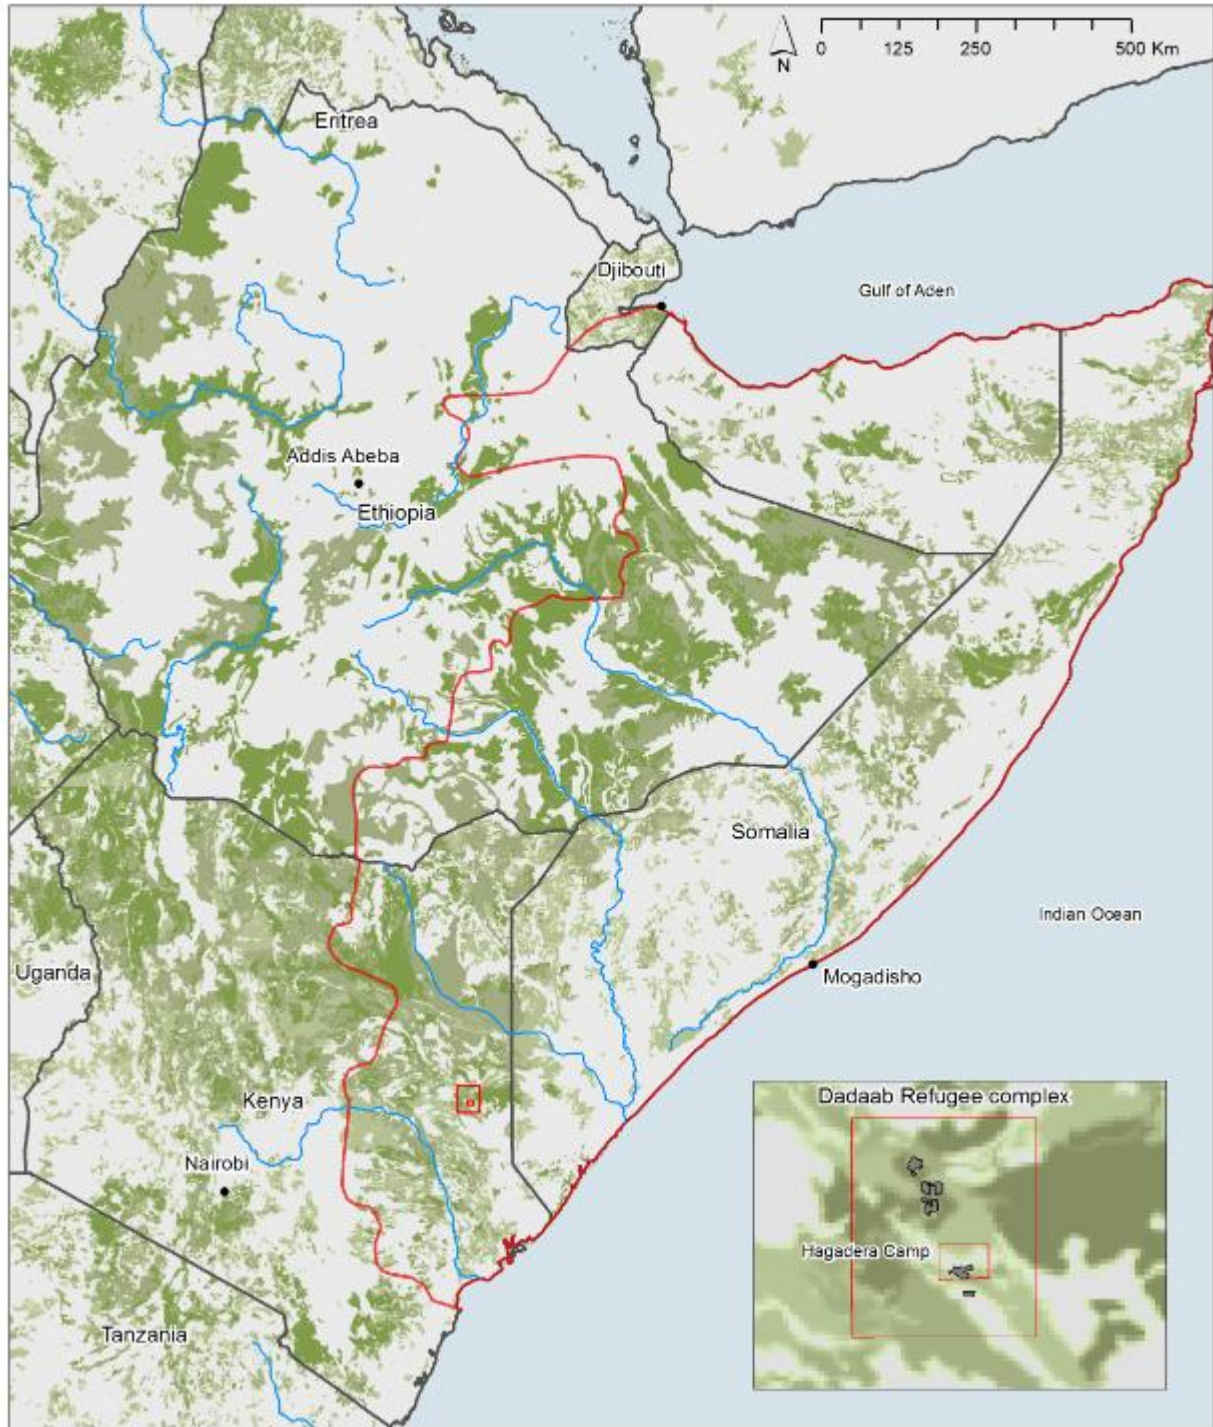 0 125 250 500 Km
N
Eritrea
Djibouti
Gulf of Aden
Addis Abeba
Ethiopia
Somalia
Indian Ocean
Uganda
Mogadisho
Kenya
Dadaab Refugee complex
Nairobi
Hagadera Camp
Tanzania